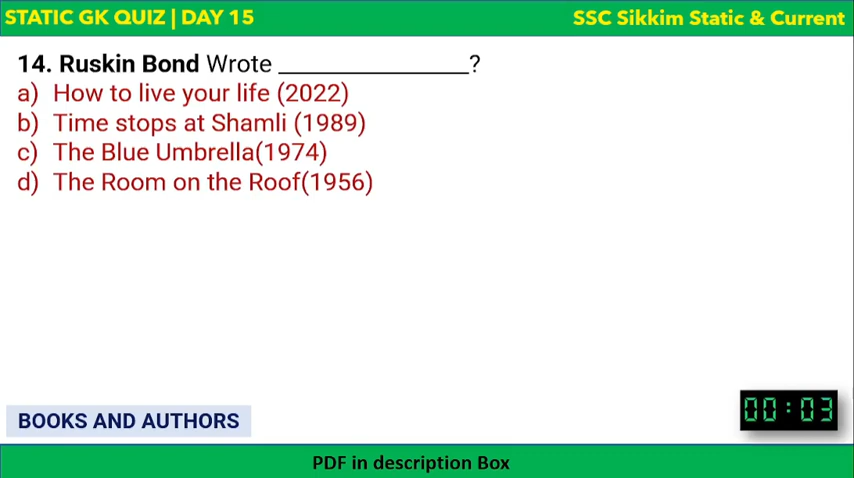 STATIC GK QUIZ | DAY 15
SSC Sikkim Static & Current
14. Ruskin Bond Wrote ________________?
a) How to live your life (2022)
b) Time stops at Shamli (1989)
c) The Blue Umbrella(1974)
d) The Room on the Roof(1956)
00:03
BOOKS AND AUTHORS
PDF in description Box